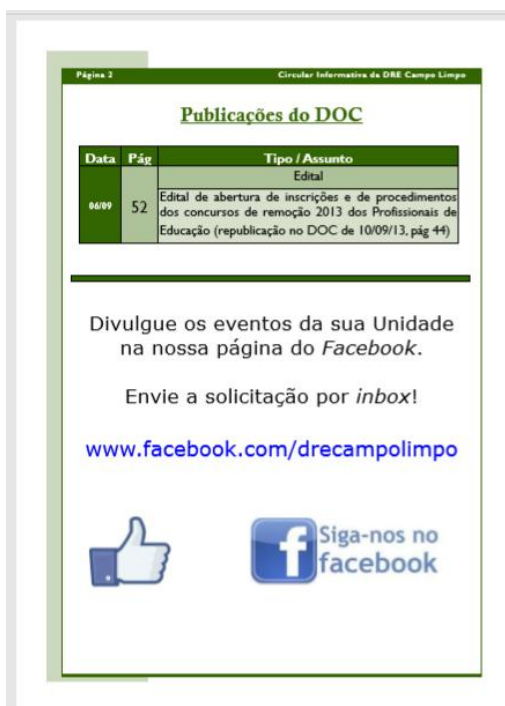 Página 2 Circular Informativa da DRE Campo Limpo
Publicações do DOC
Data Pág Tipo / Assunto
Edital
06/09 52 Edital de abertura de inscrições e de procedimentos
dos concursos de remoção 2013 dos Profissionais de
Educação (republicação no DOC de 10/09/13, pág 44)
Divulgue os eventos da sua Unidade
na nossa página do Facebook.
Envie a solicitação por inbox!
www.facebook.com/drecampolimpo
Siga-nos no
facebook